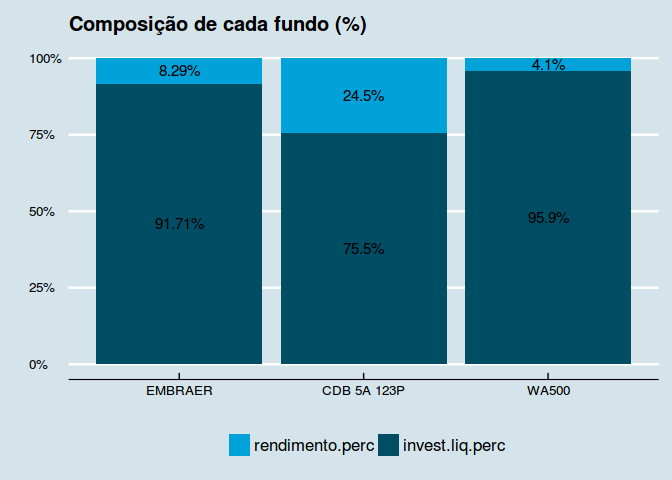 Composição de cada fundo (%)
100%
75%
50%
25%
0%
8.29%
24.5%
4.1%
91.71%
75.5%
95.9%
EMBRAER
CDB 5A 123P
WA500
rendimento.perc
invest.liq.perc